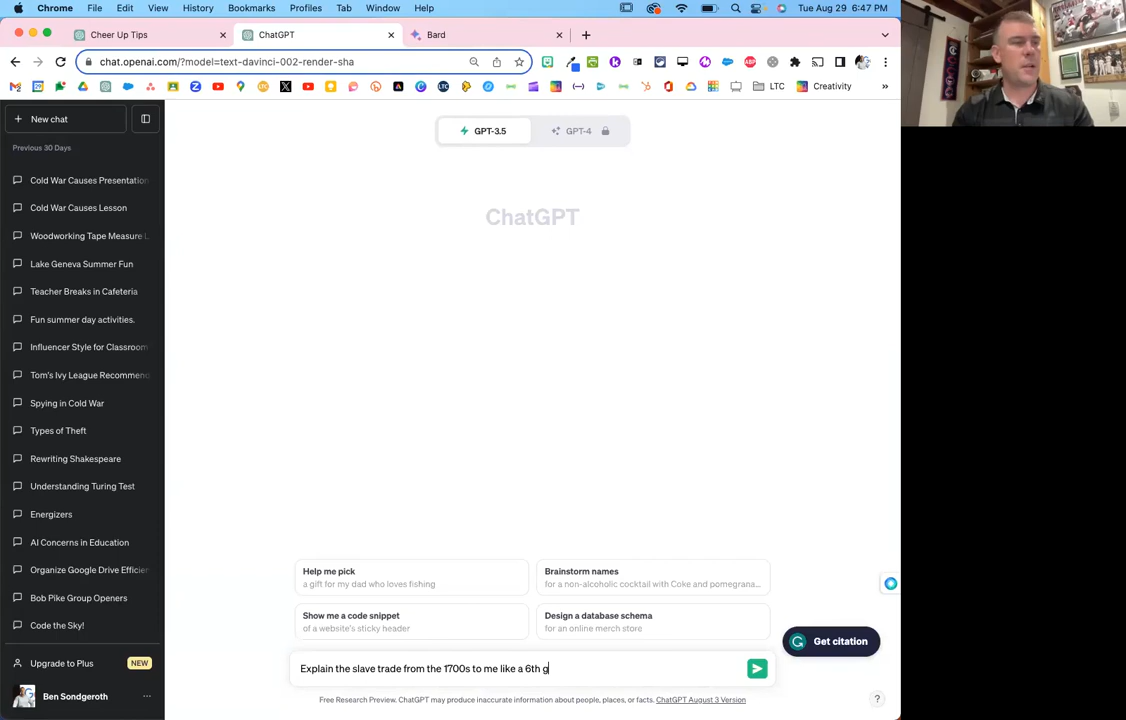 Chrome File Edit View History Bookmarks Profiles Tab Window Help Tue Aug 29 6:47 PM
Cheer Up Tips ChatGPT Bard
chat.openai.com/?model=text-davinci-002-render-sha
LTC Creativity »
New chat
Previous 30 Days
Cold War Causes Presentation
Cold War Causes Lesson
Woodworking Tape Measure
Lake Geneva Summer Fun
Teacher Breaks in Cafeteria
Fun summer day activities.
Influencer Style for Classroom
Tom's Ivy League Recommend
Spying in Cold War
Types of Theft
Rewriting Shakespeare
Understanding Turing Test
Energizers
AI Concerns in Education
Organize Google Drive Efficien
Bob Pike Group Openers
Code the Sky!
Upgrade to Plus NEW
Ben Sondgeroth ...
GPT-3.5 GPT-4
ChatGPT
Help me pick
a gift for my dad who loves fishing
Brainstorm names
for a non-alcoholic cocktail with Coke and pomegrana...
Show me a code snippet
of a website's sticky header
Design a database schema
for an online merch store
Get citation
Explain the slave trade from the 1700s to me like a 6th g
Free Research Preview. ChatGPT may produce inaccurate information about people, places, or facts. ChatGPT August 3 Version
?